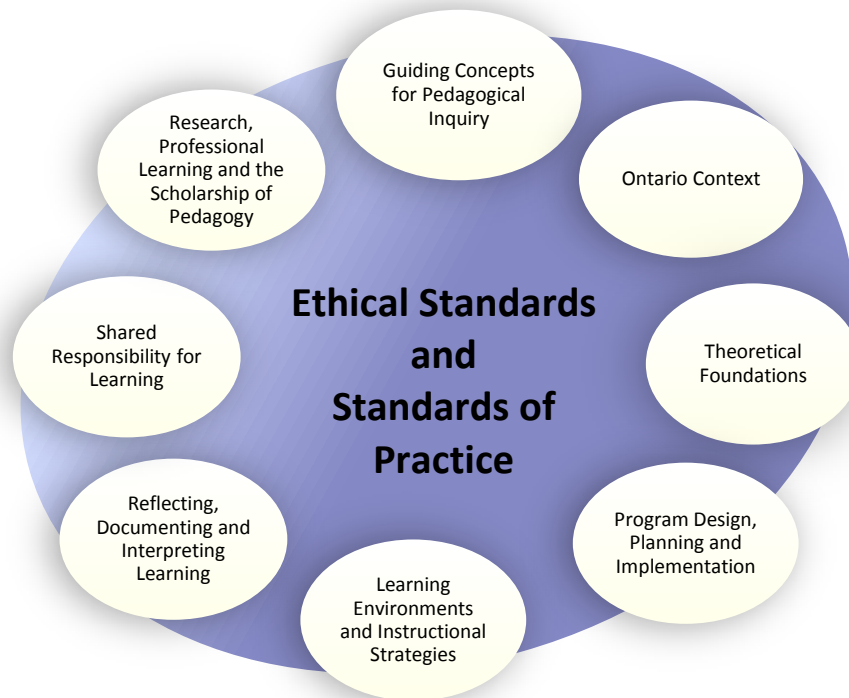 Guiding Concepts
for Pedagogical
Inquiry
Ontario Context
Theoretical
Foundations
Program Design,
Planning and
Implementation
Learning
Environments
and Instructional
Strategies
Reflecting,
Documenting and
Interpreting
Learning
Shared
Responsibility for
Learning
Research,
Professional
Learning and the
Scholarship of
Pedagogy
Ethical Standards
and
Standards of
Practice